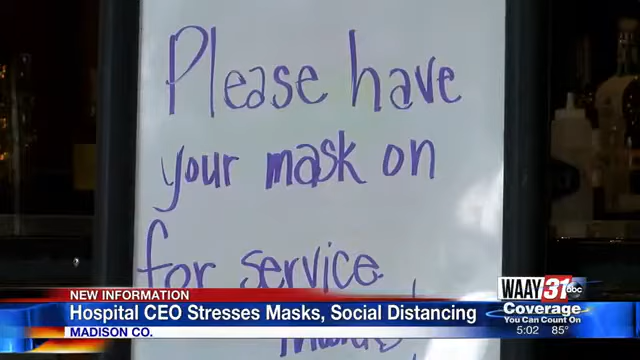 Please have
your mask on
for service
NEW INFORMATION
Hospital CEO Stresses Masks, Social Distancing
MADISON CO.
WAAY 31 abc
Coverage
You Can Count On
5:02 85°